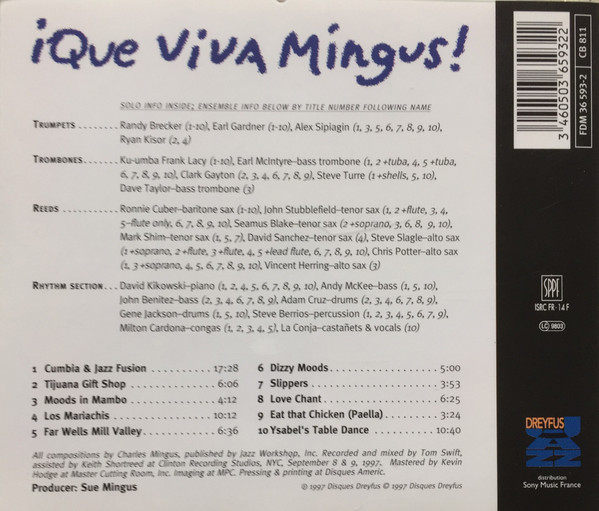 ¡Que Viva Mingus!
SOLO INFO INSIDE; ENSEMBLE INFO BELOW BY TITLE NUMBER FOLLOWING NAME
TRUMPETS ........ Randy Brecker (1-10), Earl Gardner (1-10), Alex Sipiagin (1, 3, 5, 6, 7, 8, 9, 10),
Ryan Kisor (2, 4)
TROMBONES ....... Ku-umba Frank Lacy (1-10), Earl McIntyre–bass trombone (1, 2 +tuba, 4, 5 +tuba,
6, 7, 8, 9, 10), Clark Gayton (2, 3, 4, 6, 7, 8, 9), Steve Turre (1 +shells, 5, 10),
Dave Taylor–bass trombone (3)
REEDS ........... Ronnie Cuber–baritone sax (1-10), John Stubblefield–tenor sax (1, 2 +flute, 3, 4,
5–flute only, 6, 7, 8, 9, 10), Seamus Blake–tenor sax (2 +soprano, 3, 6, 8, 9, 10),
Mark Shim–tenor sax (1, 5, 7), David Sanchez–tenor sax (4), Steve Slagle–alto sax
(1 +soprano, 2 +flute, 3 +flute, 4, 5 +lead flute, 6, 7, 8, 9, 10), Chris Potter–alto sax
(1, 3 +soprano, 4, 5, 6, 7, 8, 9, 10), Vincent Herring–alto sax (3)
RHYTHM SECTION.... David Kikowski–piano (1, 2, 4, 5, 6, 7, 8, 9, 10), Andy McKee–bass (1, 5, 10),
John Benitez–bass (2, 3, 4, 6, 7, 8, 9), Adam Cruz–drums (2, 3, 4, 6, 7, 8, 9),
Gene Jackson–drums (1, 5, 10), Steve Berrios–percussion (1, 2, 3, 4, 5, 6, 7, 9),
Milton Cardona–congas (1, 2, 3, 4, 5), La Conja–castañets & vocals (10)
1 Cumbia & Jazz Fusion .......... 17:28
2 Tijuana Gift Shop ............. 6:06
3 Moods in Mambo ............... 4:12
4 Los Mariachis ................ 10:12
5 Far Wells Mill Valley........... 6:36
6 Dizzy Moods.................. 5:00
7 Slippers ..................... 3:53
8 Love Chant ................... 6:25
9 Eat that Chicken (Paella)........ 3:24
10 Ysabel's Table Dance .......... 10:40
All compositions by Charles Mingus, published by Jazz Workshop, Inc. Recorded and mixed by Tom Swift,
assisted by Keith Shortreed at Clinton Recording Studios, NYC, September 8 & 9, 1997. Mastered by Kevin
Hodge at Master Cutting Room, Inc. Imaging at MPC. Pressing & printing at Disques Americ.
Producer: Sue Mingus
℗ 1997 Disques Dreyfus © 1997 Disques Dreyfus
3 460503 659322
FDM 36 593-2
CB 811
SPPF
ISRC FR-14 F
LC 9803
DREYFUS
JAZZ
distribution
Sony Music France